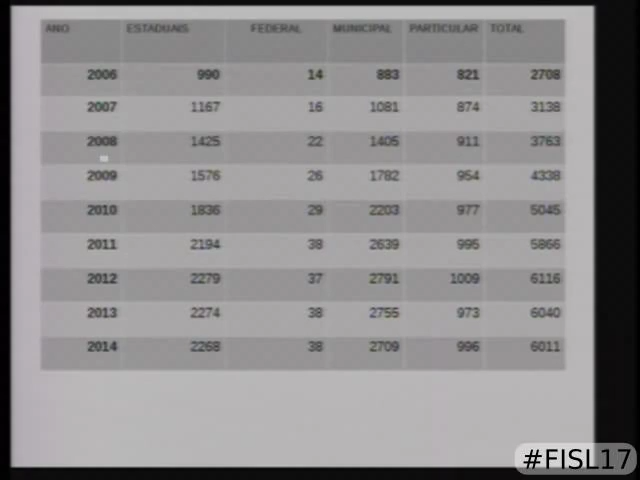 ANO ESTADUAIS FEDERAL MUNICIPAL PARTICULAR TOTAL
2006 990 14 883 821 2708
2007 1167 16 1081 874 3138
2008 1425 22 1405 911 3763
2009 1576 26 1782 954 4338
2010 1836 29 2203 977 5045
2011 2194 38 2639 995 5866
2012 2279 37 2791 1009 6116
2013 2274 38 2755 973 6040
2014 2268 38 2709 996 6011
#FISL17